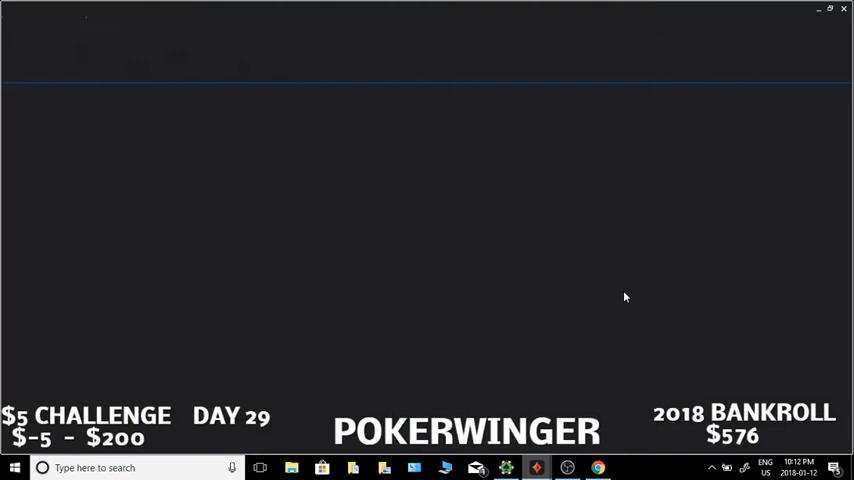 $5 CHALLENGE DAY 29
$-5 - $200
POKERWINGER
2018 BANKROLL
$576
Type here to search
ENG
US
10:12 PM
2018-01-12